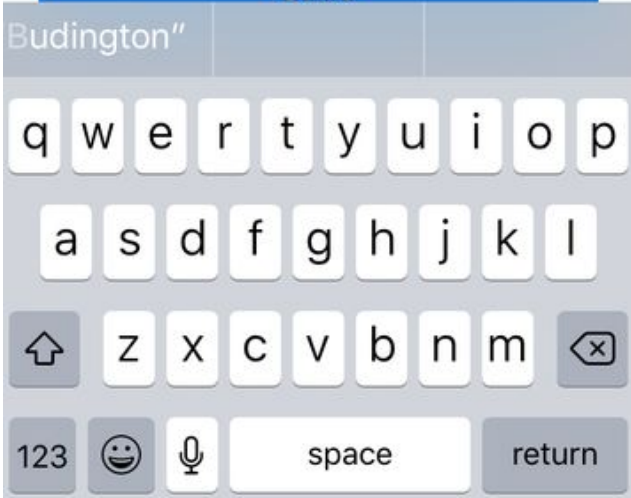 Budington"
q w e r t y u i o p
a s d f g h j k l
z x c v b n m
123 space return